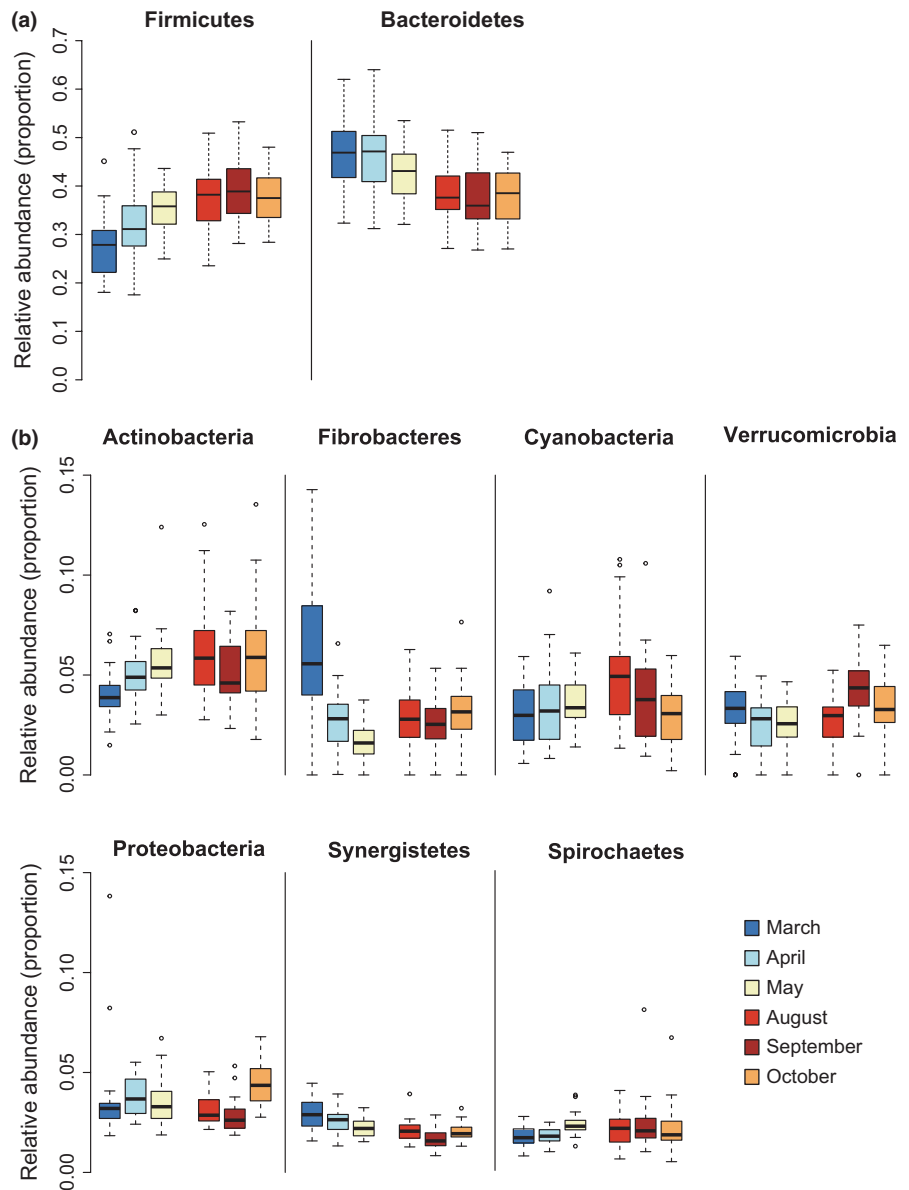 (a) Firmicutes Bacteroidetes
Relative abundance (proportion)
0.7
0.6
0.5
0.4
0.3
0.2
0.1
0.0
(b) Actinobacteria Fibrobacteres Cyanobacteria Verrucomicrobia
Relative abundance (proportion)
0.15
0.10
0.05
0.00
Proteobacteria Synergistetes Spirochaetes
Relative abundance (proportion)
0.15
0.10
0.05
0.00
March
April
May
August
September
October